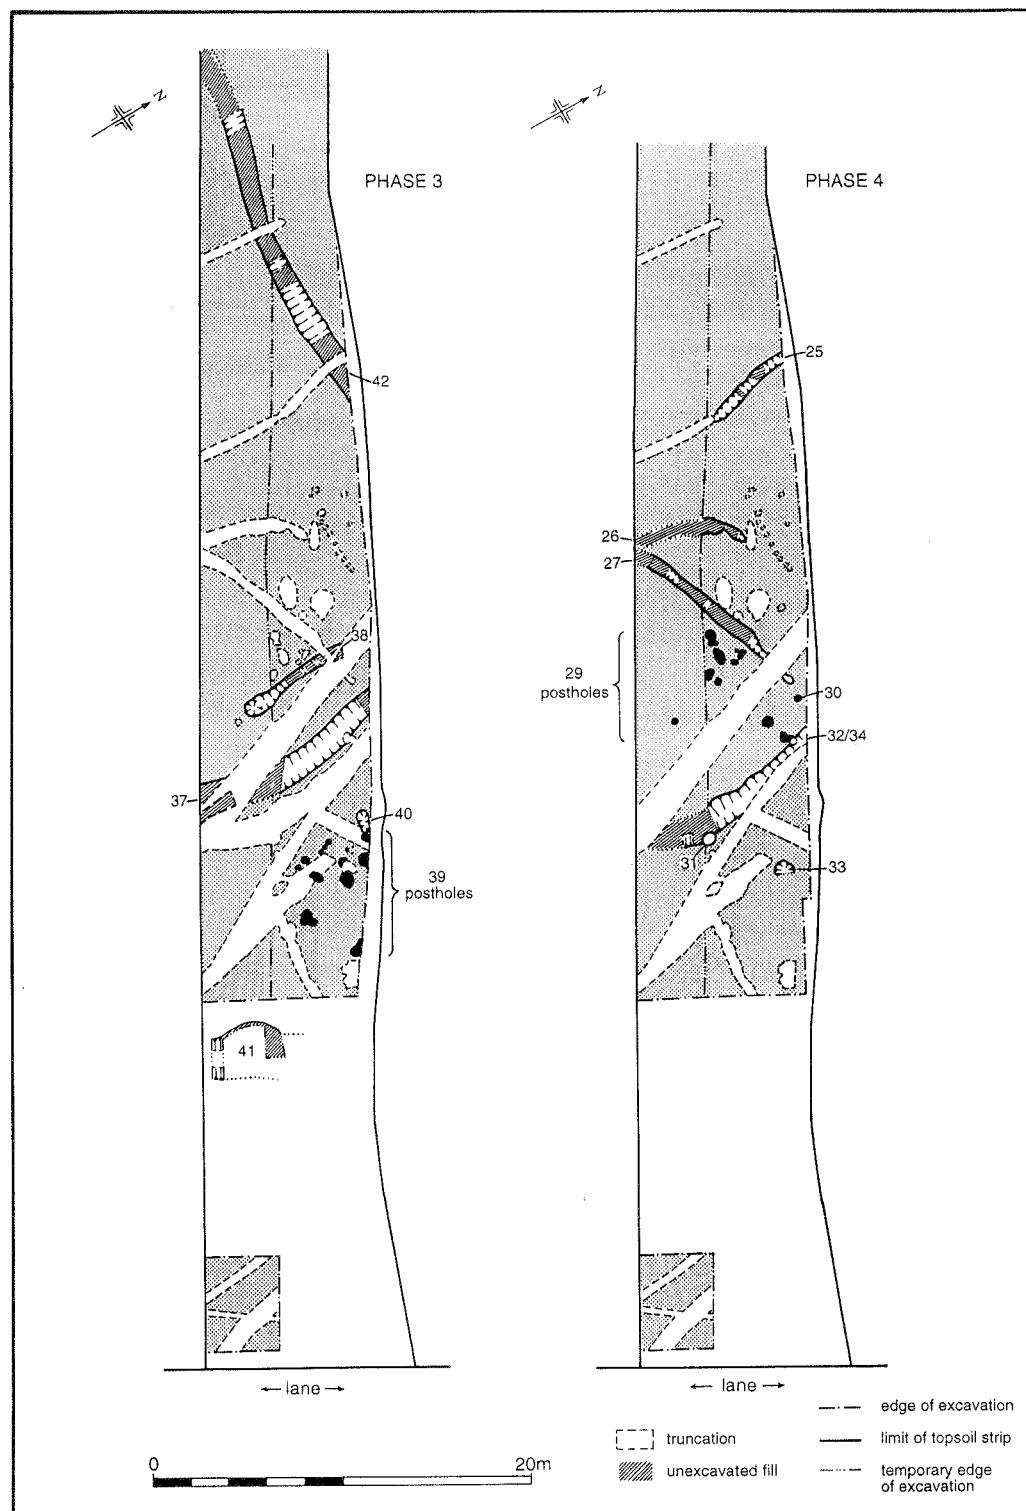 N
N
PHASE 3
PHASE 4
25
42
26
27
38
29
postholes
30
32/34
37
40
31
33
39
postholes
41
lane
lane
edge of excavation
truncation
limit of topsoil strip
unexcavated fill
temporary edge
of excavation
0
20m